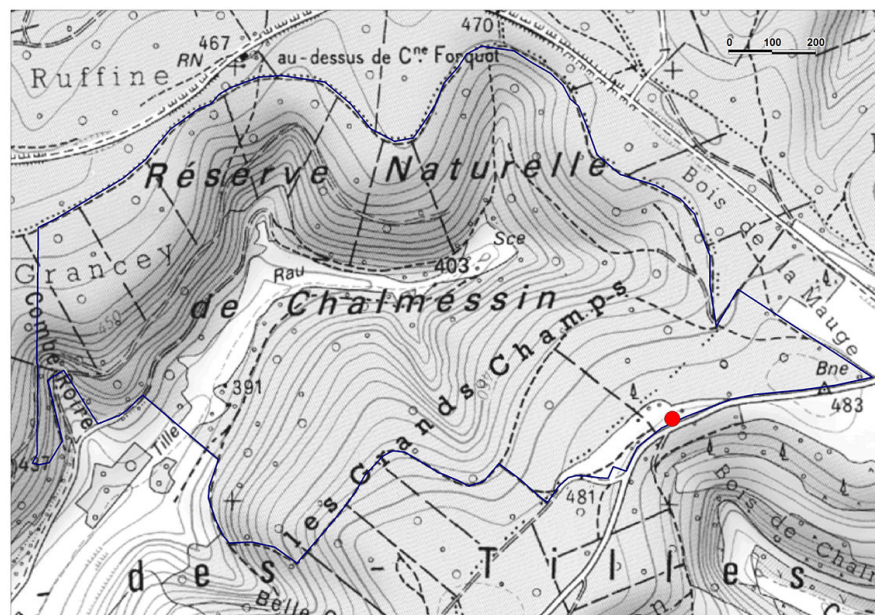 470
467
RN
au-dessus de Cne Forquot
0 100 200
Ruffine
Réserve Naturelle
Bois de la Mauge
Grancey
Sce
403
Rau
de Chalmessin
Combe Noire
450
391
les Grands Champs
Bne
483
Tille
481
Bois de
des Tilles
Belle